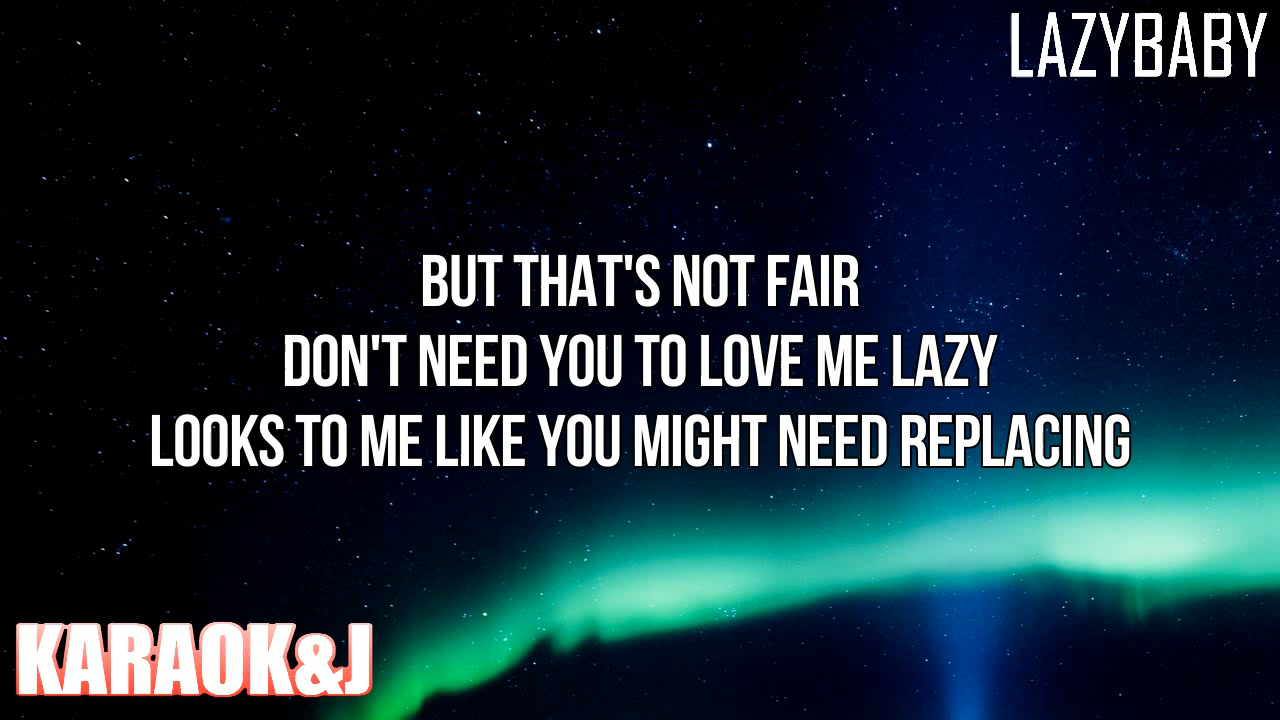 LAZYBABY
BUT THAT'S NOT FAIR
DON'T NEED YOU TO LOVE ME LAZY
LOOKS TO ME LIKE YOU MIGHT NEED REPLACING
KARAOK&J